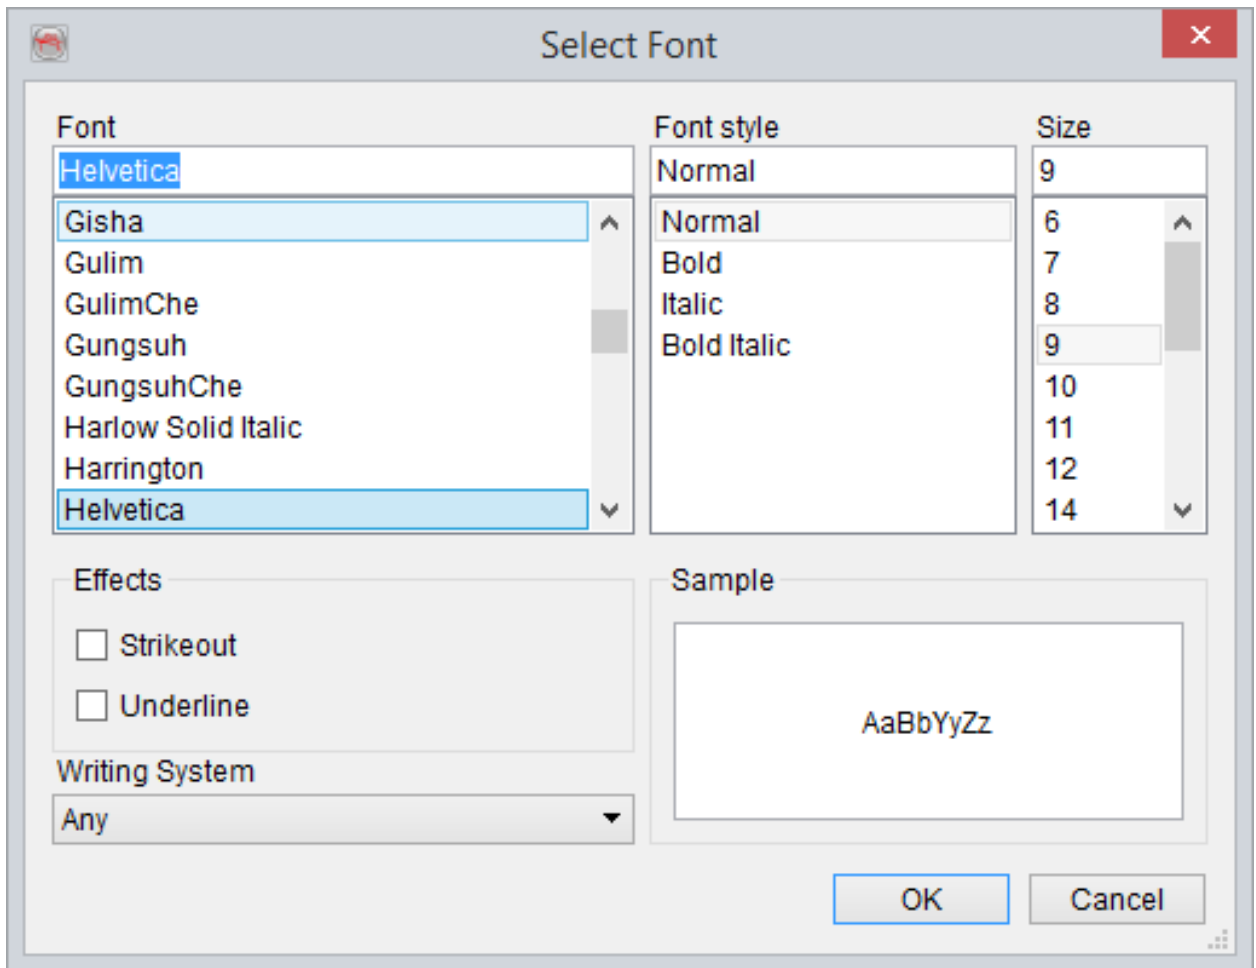 Select Font
Font
Font style
Size
Helvetica
Normal
9
Gisha
Gulim
GulimChe
Gungsuh
GungsuhChe
Harlow Solid Italic
Harrington
Helvetica
Normal
Bold
Italic
Bold Italic
6
7
8
9
10
11
12
14
Effects
Strikeout
Underline
Writing System
Any
Sample
AaBbYyZz
OK
Cancel